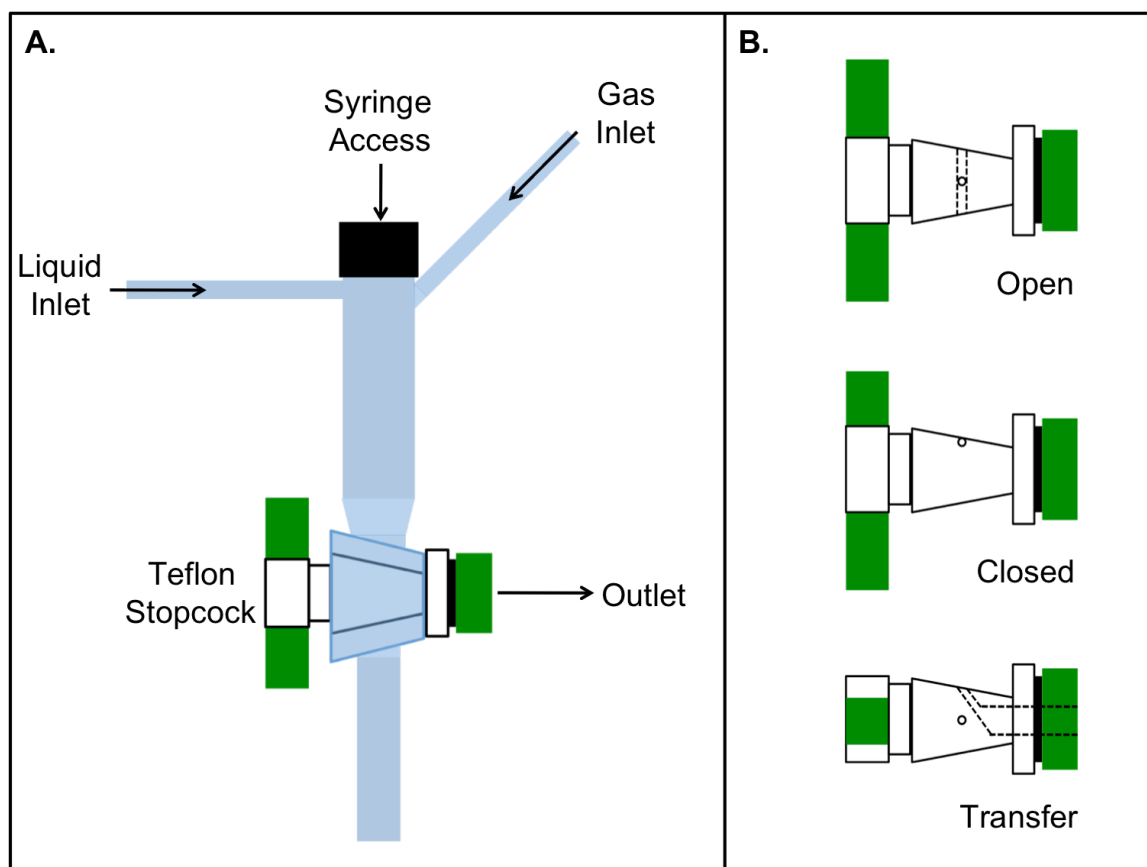 A.
Syringe
Access
Gas
Inlet
Liquid
Inlet
Teflon
Stopcock
Outlet
B.
Open
Closed
Transfer